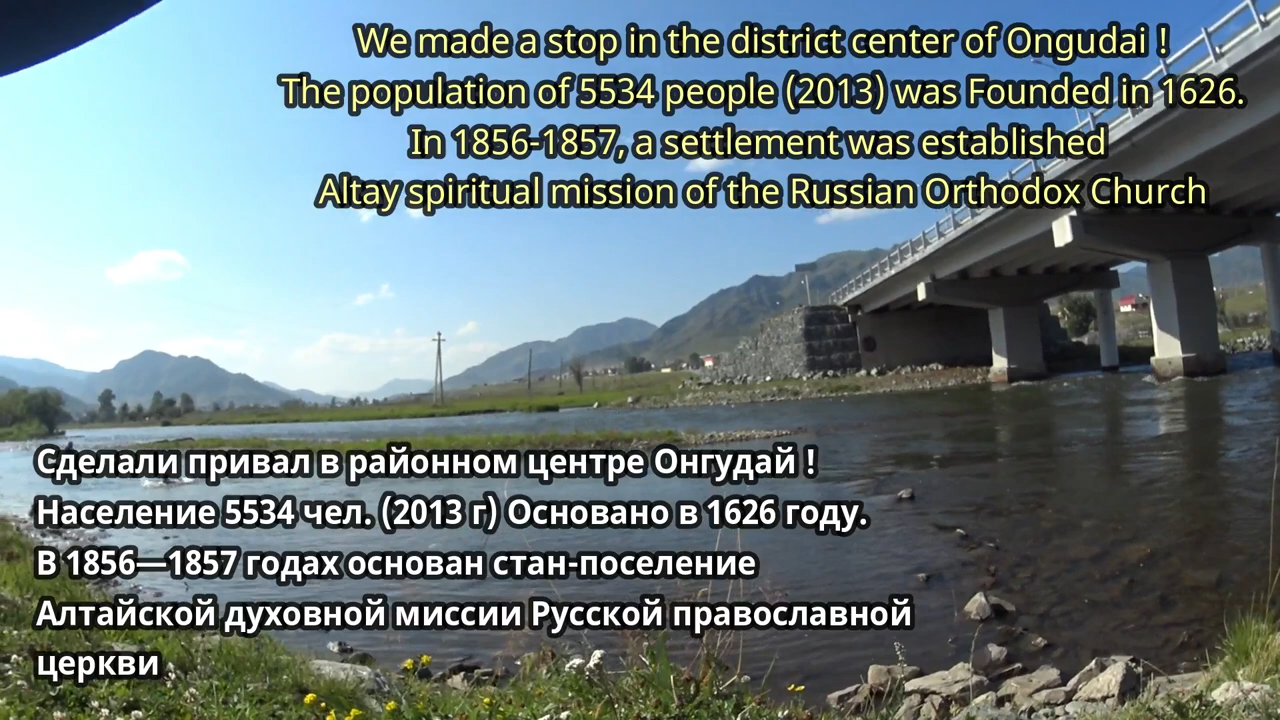 We made a stop in the district center of Ongudai !
The population of 5534 people (2013) was Founded in 1626.
In 1856-1857, a settlement was established
Altay spiritual mission of the Russian Orthodox Church
Сделали привал в районном центре Онгудай !
Население 5534 чел. (2013 г) Основано в 1626 году.
В 1856—1857 годах основан стан-поселение
Алтайской духовной миссии Русской православной
церкви